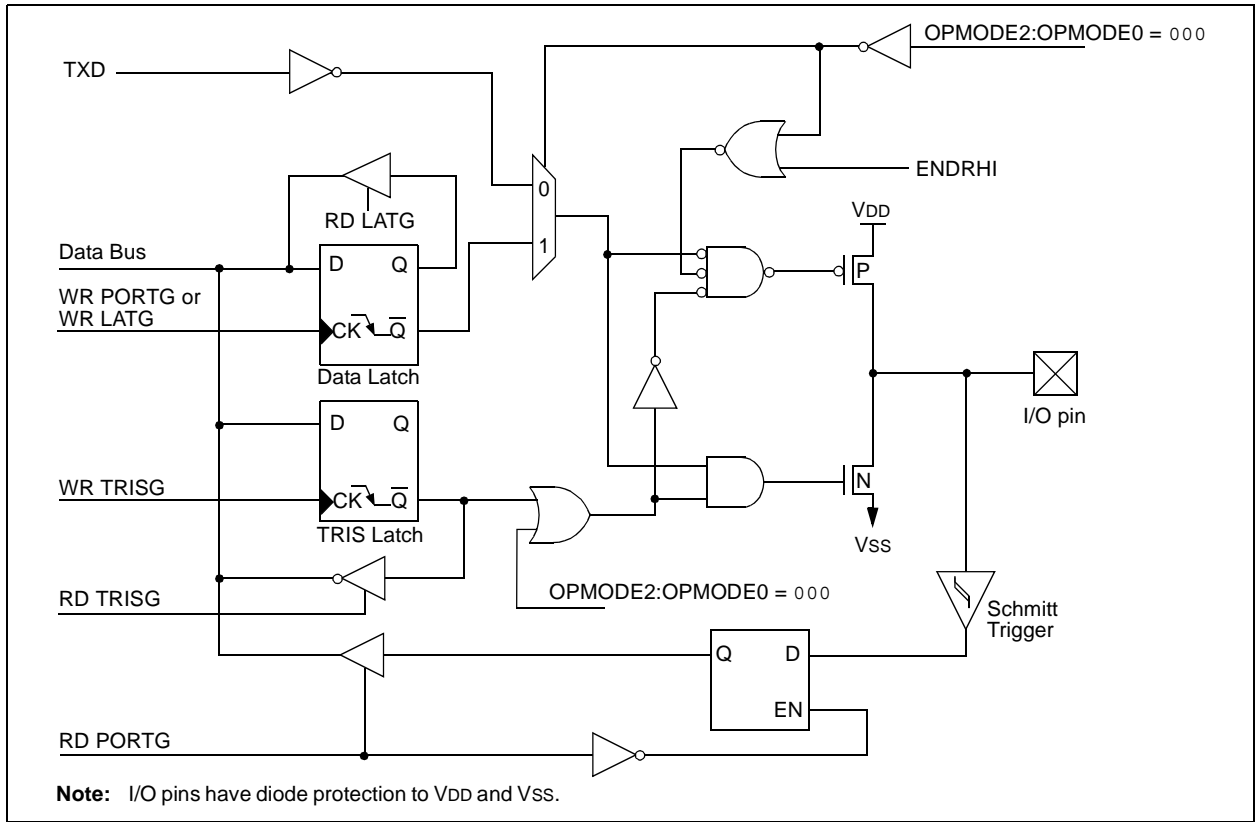 OPMODE2:OPMODE0 = 000
TXD
ENDRHI
0
1
RD LATG
VDD
Data Bus
D Q
P
WR PORTG or
WR LATG
CK Q̅
Data Latch
I/O pin
D Q
WR TRISG
CK Q̅
TRIS Latch
N
VSS
OPMODE2:OPMODE0 = 000
RD TRISG
Schmitt
Trigger
Q D
EN
RD PORTG
Note: I/O pins have diode protection to VDD and VSS.